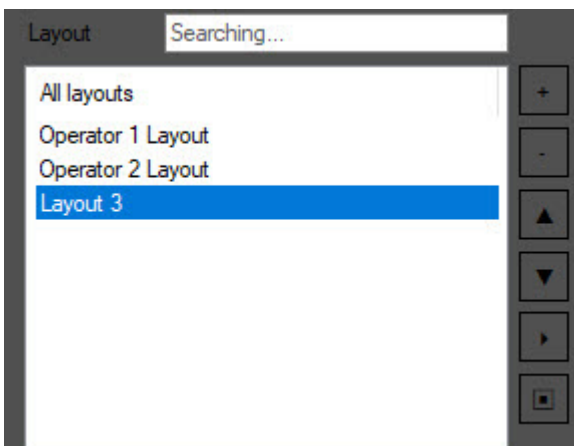 Layout Searching...
All layouts
+
Operator 1 Layout
-
Operator 2 Layout
Layout 3